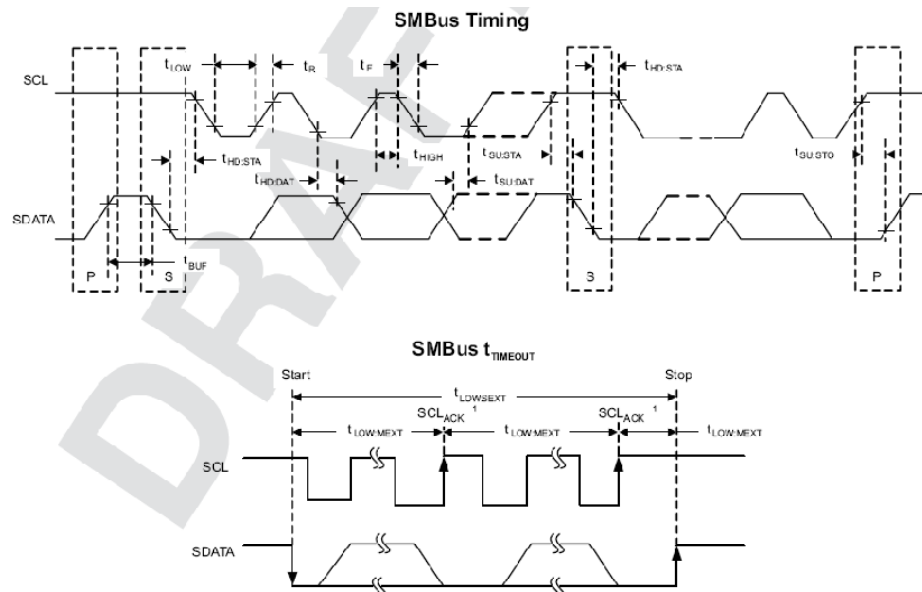 SMBus Timing
tLOW
tR
tF
tHD:STA
SCL
tHD:STA
tHD:DAT
tHIGH
tSU:STA
tSU:DAT
tSU:STO
SDATA
tBUF
P
S
S
P
DRAFT
SMBus tTIMEOUT
Start
Stop
tLOWSEXT
SCLACK 1
SCLACK 1
tLOW:MEXT
tLOW:MEXT
tLOW:MEXT
SCL
SDATA